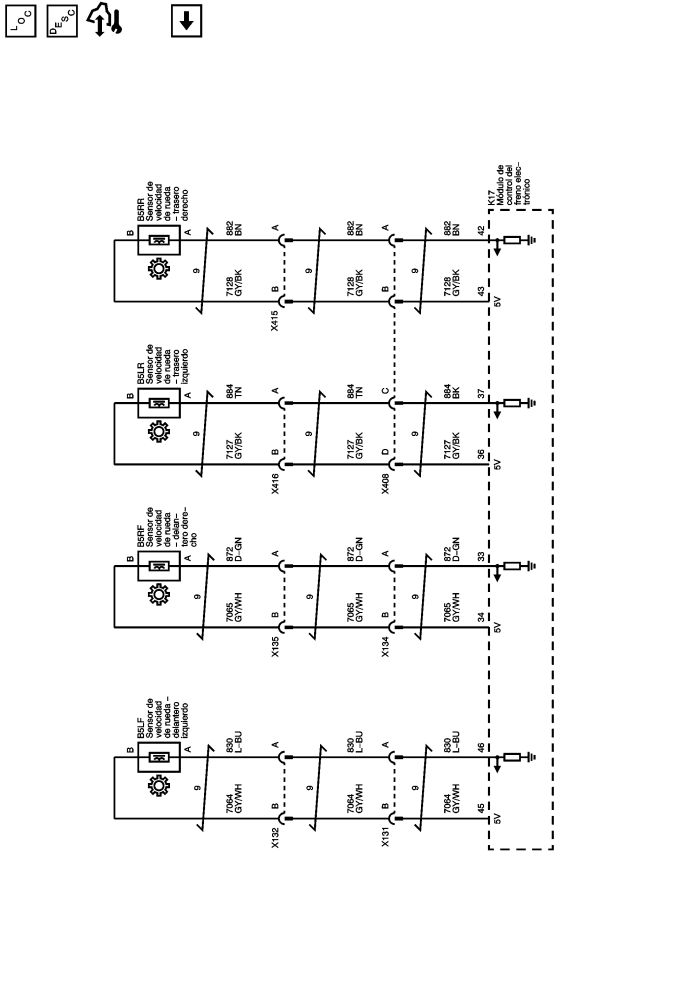 LOC
DESC
K17
Módulo de
control del
freno elec-
trónico
B5RR
Sensor de
velocidad
de rueda
- trasero
derecho
B
A
9
882
BN
7128
GY/BK
A
B
X415
9
882
BN
7128
GY/BK
A
B
9
882
BN
7128
GY/BK
42
43
5V
B5LR
Sensor de
velocidad
de rueda
- trasero
izquierdo
B
A
9
884
TN
7127
GY/BK
A
B
X416
9
884
TN
7127
GY/BK
C
D
X408
9
884
BK
7127
GY/BK
37
36
5V
B5RF
Sensor de
velocidad
de rueda
- delan-
tero dere-
cho
B
A
9
872
D-GN
7065
GY/WH
A
B
X135
9
872
D-GN
7065
GY/WH
A
B
X134
9
872
D-GN
7065
GY/WH
33
34
5V
B5LF
Sensor de
velocidad
de rueda -
delantero
izquierdo
B
A
9
830
L-BU
7064
GY/WH
A
B
X132
9
830
L-BU
7064
GY/WH
A
B
X131
9
830
L-BU
7064
GY/WH
46
45
5V